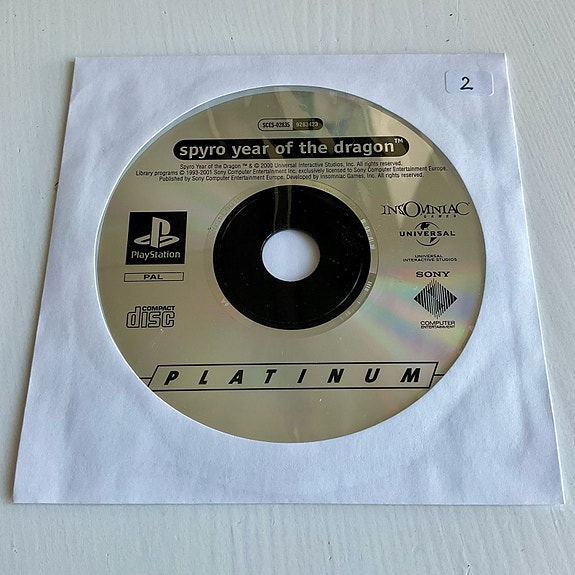 2
SCES-02835 0283423
spyro year of the dragon™
Spyro Year of the Dragon ™ & © 2000 Universal Interactive Studios, Inc. All rights reserved.
Library programs © 1993-2001 Sony Computer Entertainment Inc. exclusively licensed to Sony Computer Entertainment Europe.
Published by Sony Computer Entertainment Europe. Developed by Insomniac Games, Inc. All rights reserved.
INSOMNIAC
GAMES
UNIVERSAL
UNIVERSAL
INTERACTIVE STUDIOS
PlayStation
PAL
SONY
COMPUTER
ENTERTAINMENT
COMPACT
disc
PLATINUM